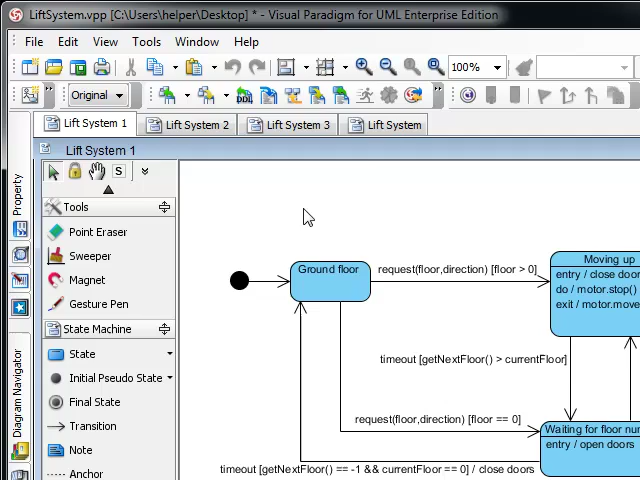 LiftSystem.vpp [C:\Users\helper\Desktop] * - Visual Paradigm for UML Enterprise Edition
File Edit View Tools Window Help
100%
Original
DDL
Lift System 1 Lift System 2 Lift System 3 Lift System
Lift System 1
S
Property
Diagram Navigator
Tools
Point Eraser
Sweeper
Magnet
Gesture Pen
State Machine
State
Initial Pseudo State
Final State
Transition
Note
Anchor
Ground floor
request(floor,direction) [floor > 0]
Moving up
entry / close door
do / motor.stop()
exit / motor.move
timeout [getNextFloor() > currentFloor]
request(floor,direction) [floor == 0]
Waiting for floor num
entry / open doors
timeout [getNextFloor() == -1 && currentFloor == 0] / close doors